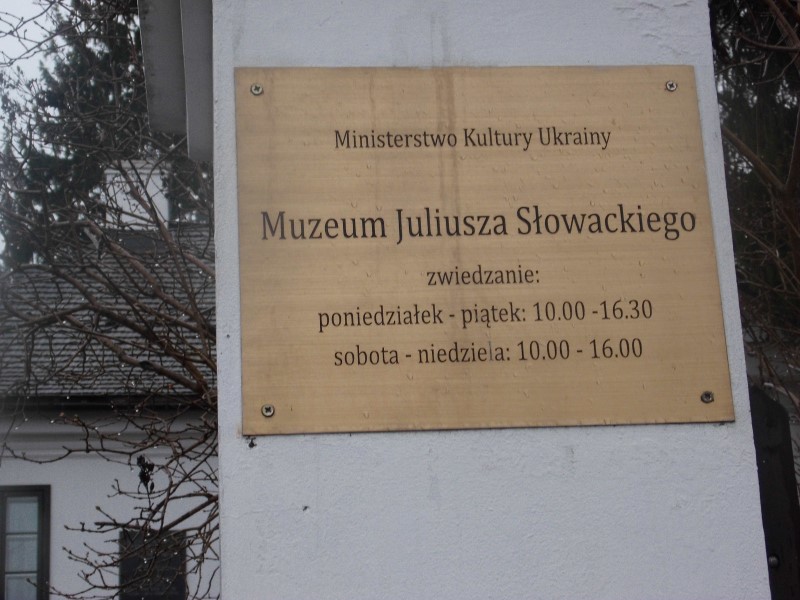 Ministerstwo Kultury Ukrainy
Muzeum Juliusza Słowackiego
zwiedzanie:
poniedziałek - piątek: 10.00 -16.30
sobota - niedziela: 10.00 - 16.00